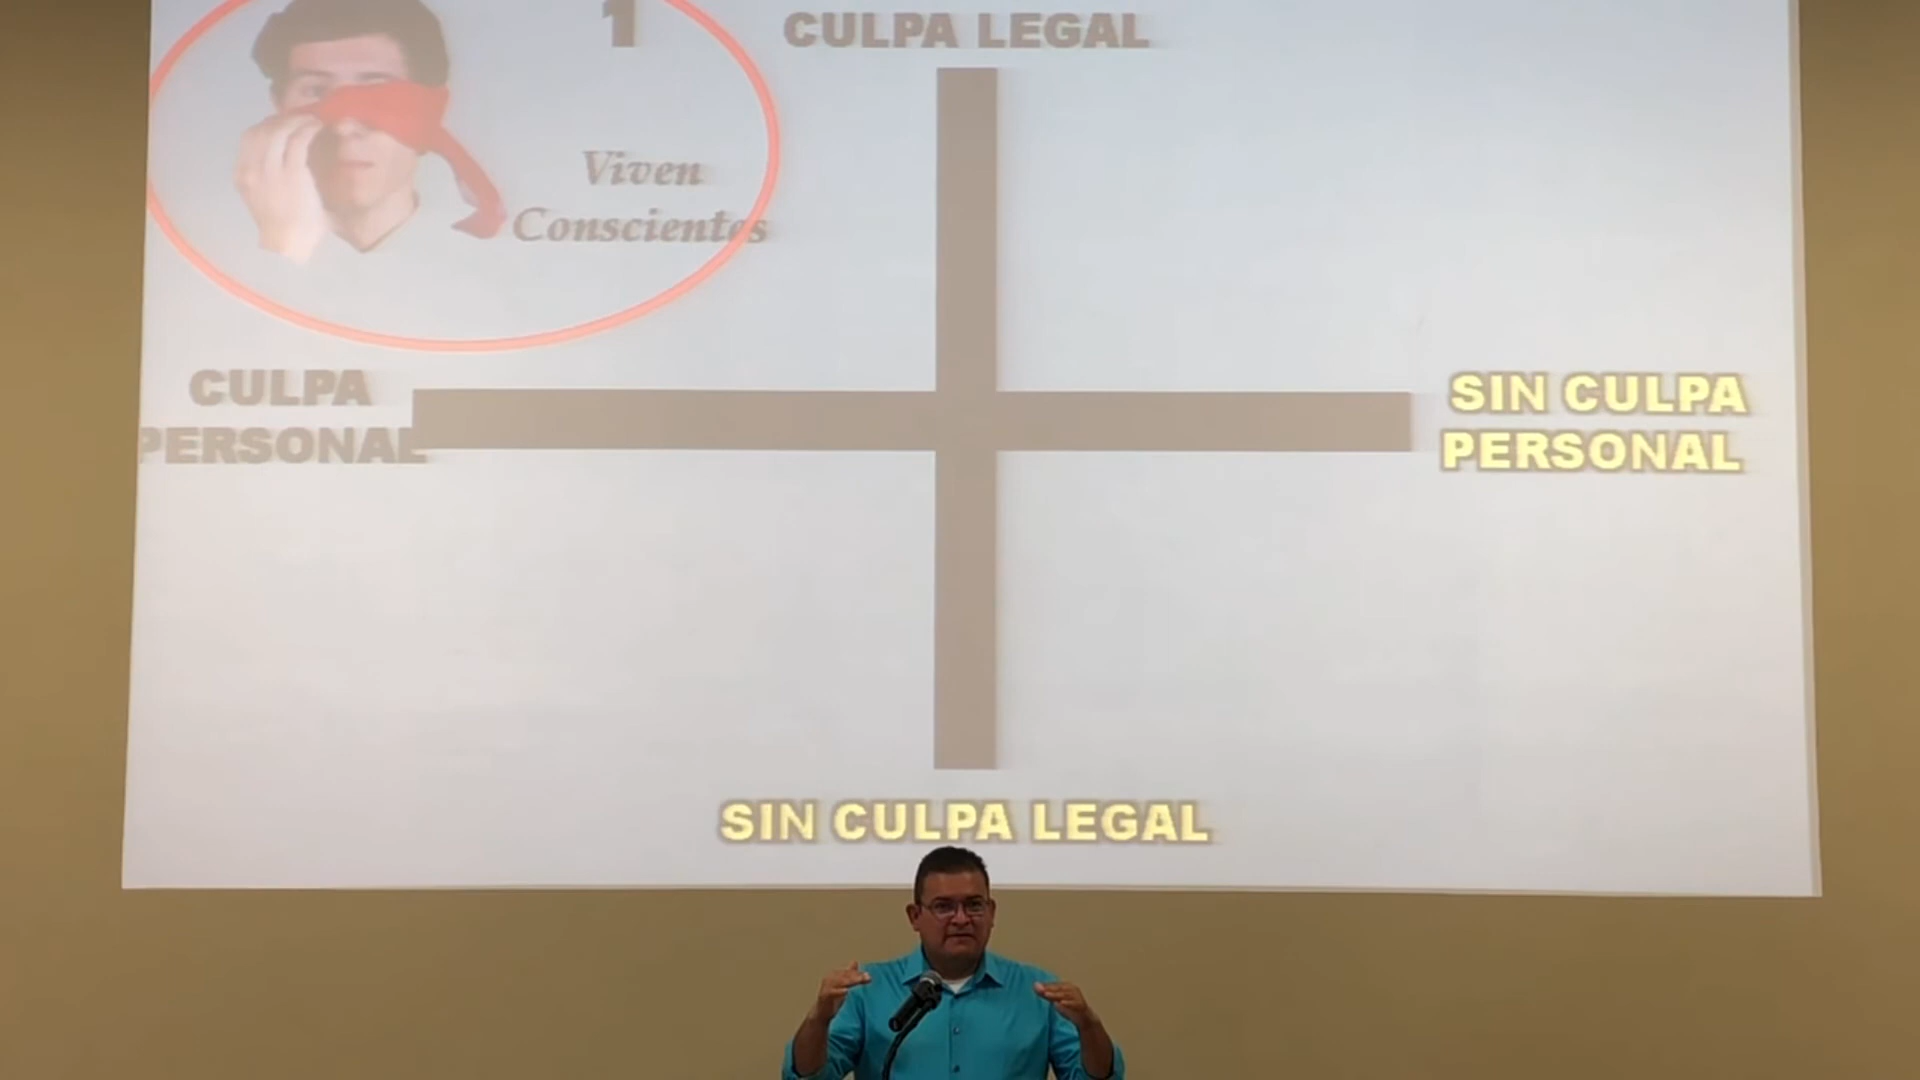 1
CULPA LEGAL
Viven
Conscientes
CULPA
PERSONAL
SIN CULPA
PERSONAL
SIN CULPA LEGAL